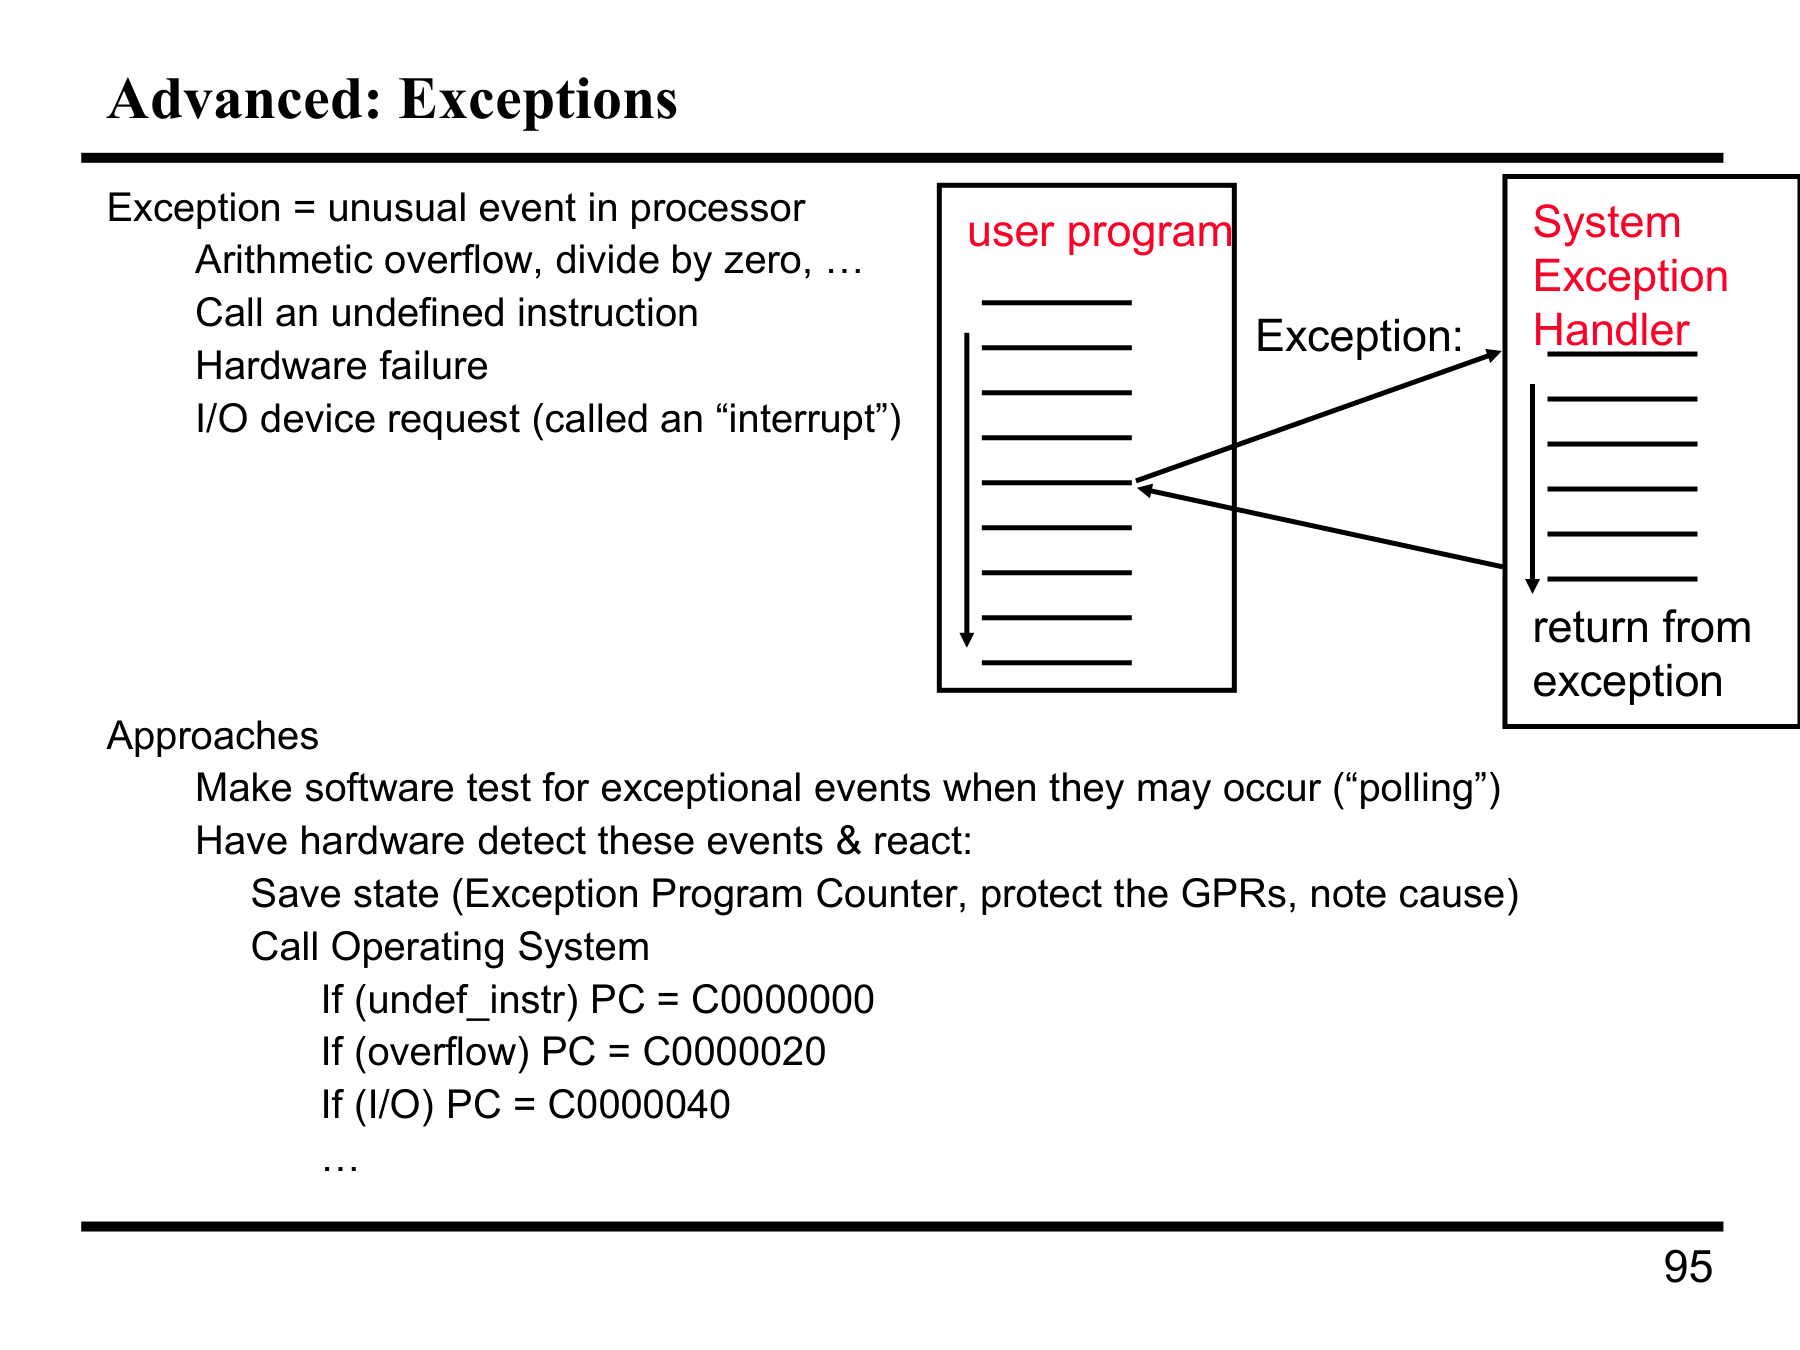 Advanced: Exceptions
Exception = unusual event in processor
Arithmetic overflow, divide by zero, …
Call an undefined instruction
Hardware failure
I/O device request (called an “interrupt”)
user program
Exception:
System
Exception
Handler
return from
exception
Approaches
Make software test for exceptional events when they may occur (“polling”)
Have hardware detect these events & react:
Save state (Exception Program Counter, protect the GPRs, note cause)
Call Operating System
If (undef_instr) PC = C0000000
If (overflow) PC = C0000020
If (I/O) PC = C0000040
…
95